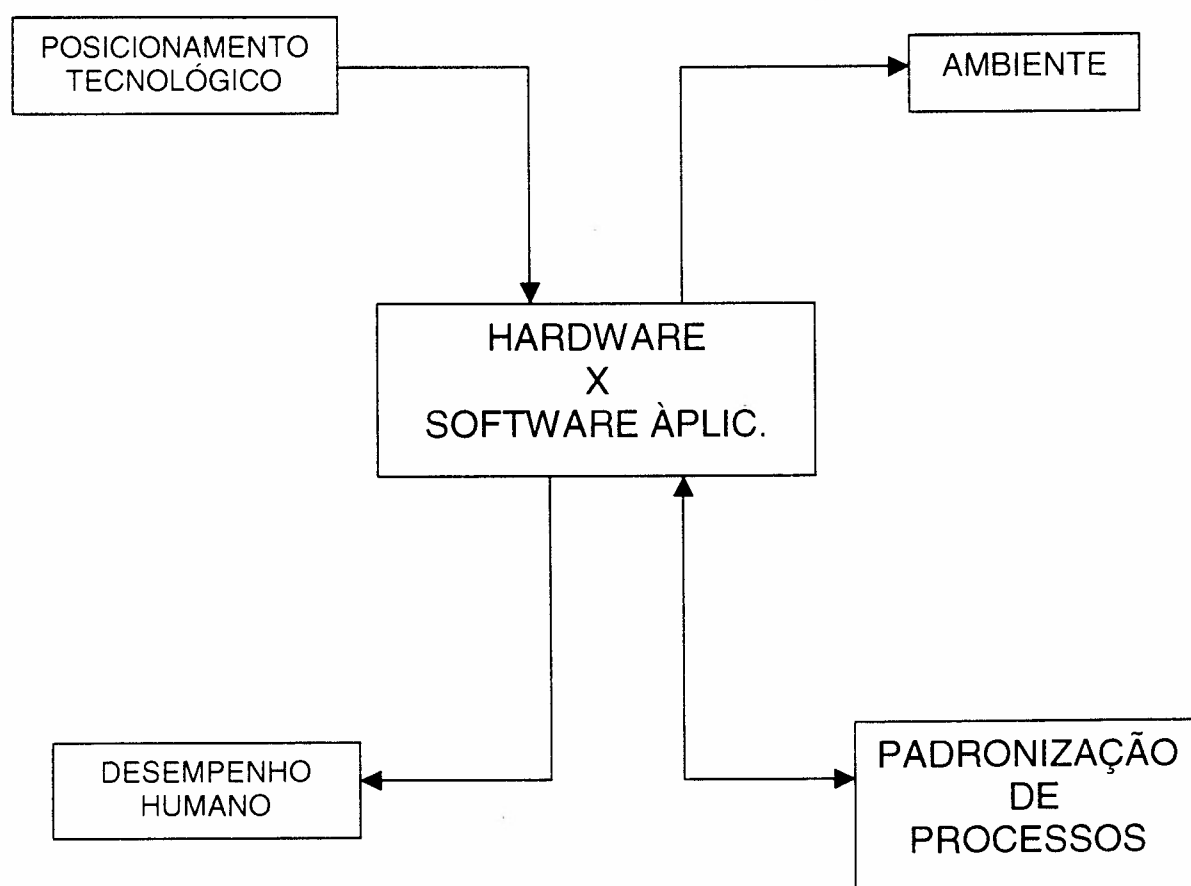 POSICIONAMENTO
TECNOLÓGICO
AMBIENTE
HARDWARE
X
SOFTWARE ÀPLIC.
DESEMPENHO
HUMANO
PADRONIZAÇÃO
DE
PROCESSOS